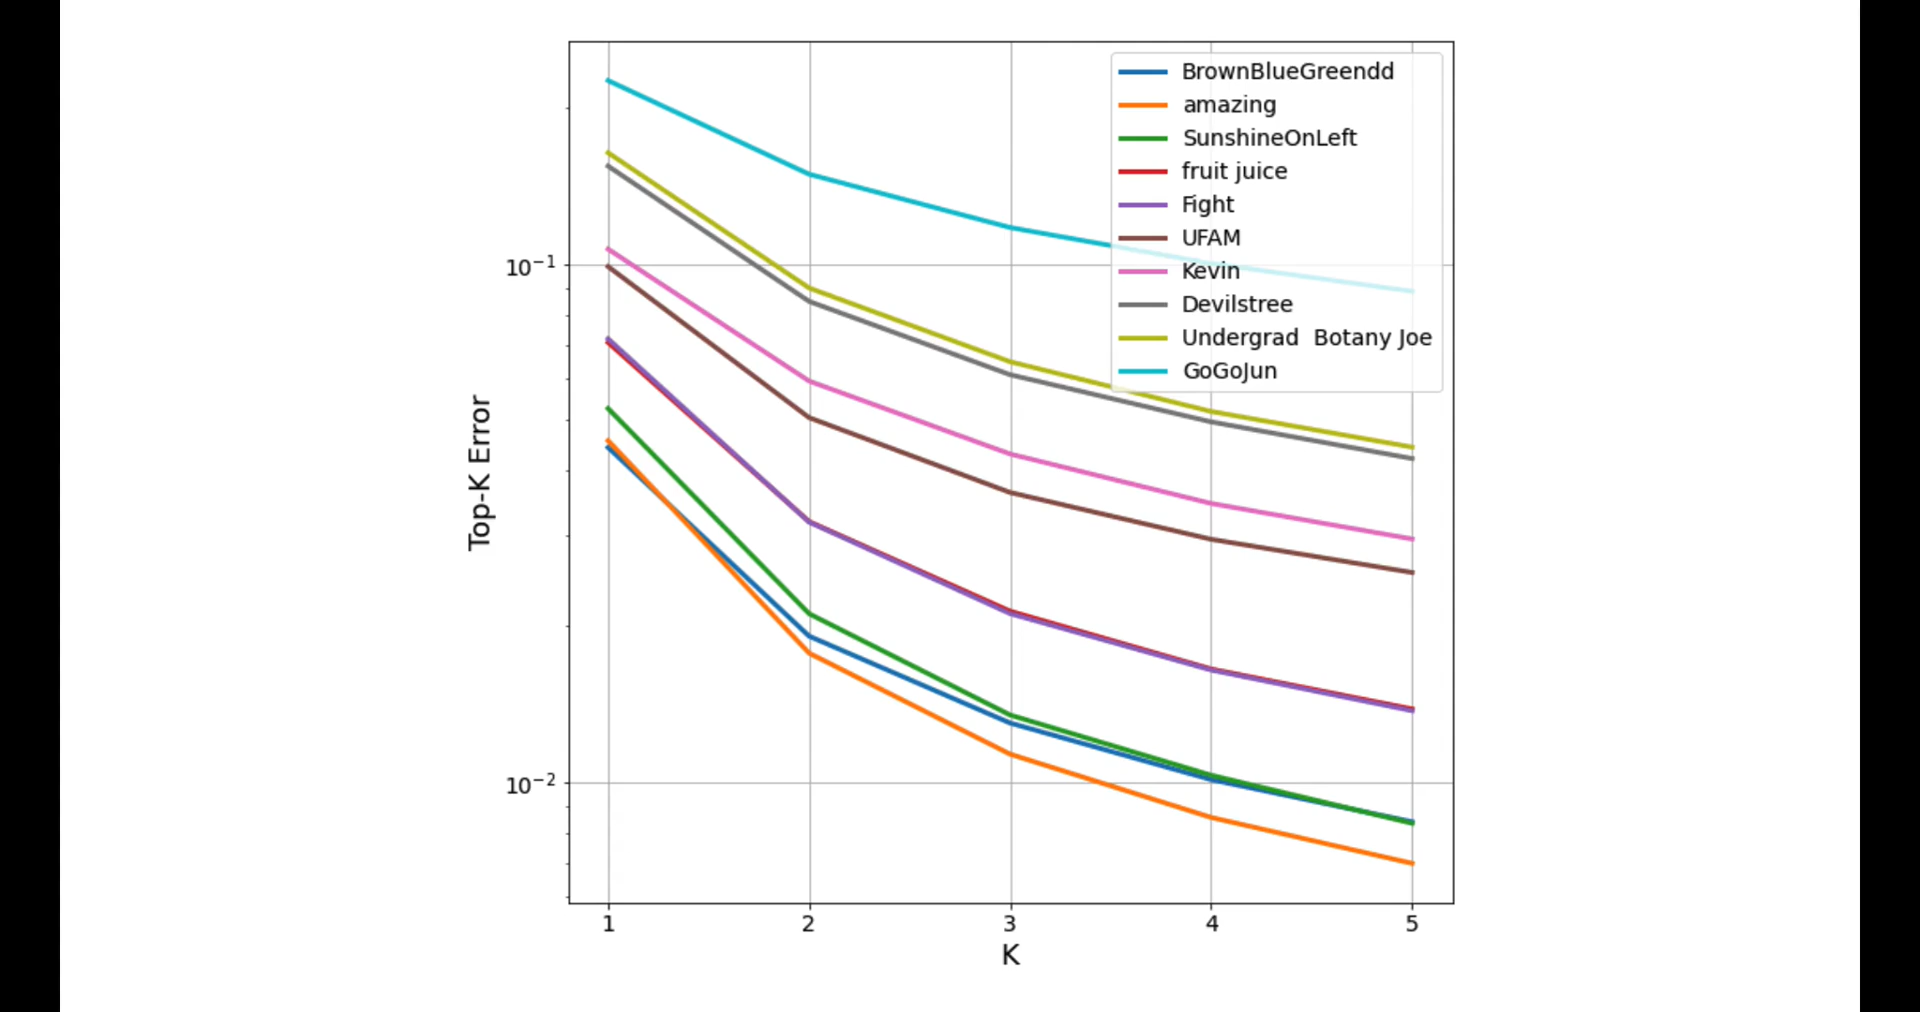 BrownBlueGreendd
amazing
SunshineOnLeft
fruit juice
Fight
UFAM
Kevin
Devilstree
Undergrad  Botany Joe
GoGoJun
Top-K Error
10⁻¹
10⁻²
1 2 3 4 5
K